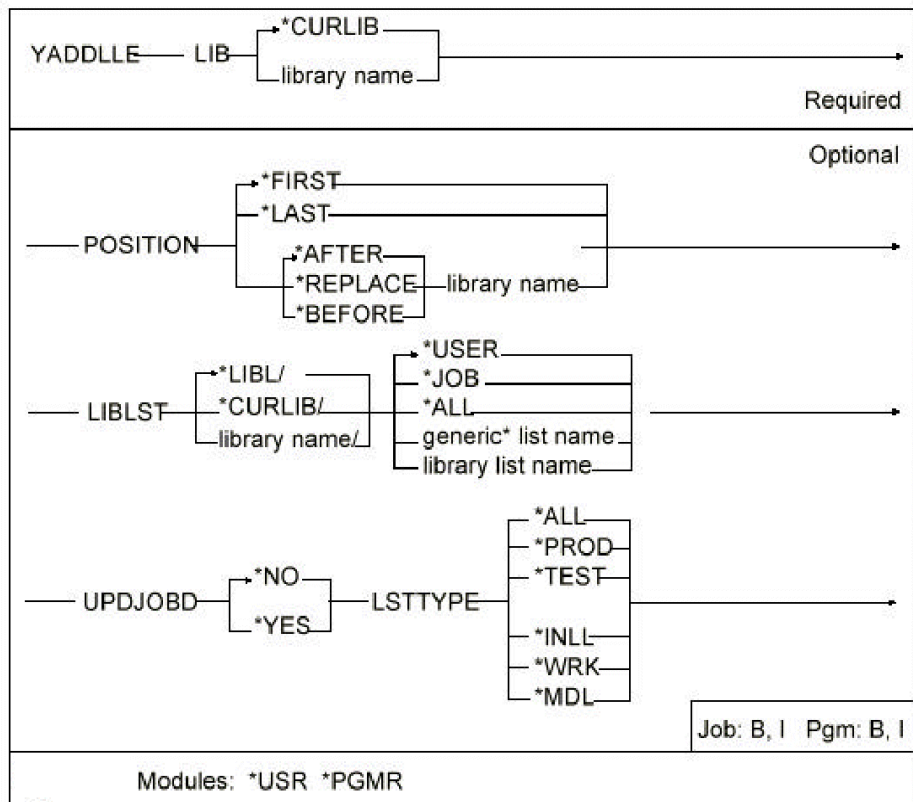 *CURLIB
YADDLLE LIB
library name
Required
Optional
*FIRST
*LAST
POSITION
*AFTER
*REPLACE library name
*BEFORE
*USER
*LIBL/
*JOB
LIBLST *CURLIB/ *ALL
library name/ generic* list name
library list name
*ALL
*PROD
*NO *TEST
UPDJOBD LSTTYPE
*YES
*INLL
*WRK
*MDL
Job: B, I Pgm: B, I
Modules: *USR *PGMR